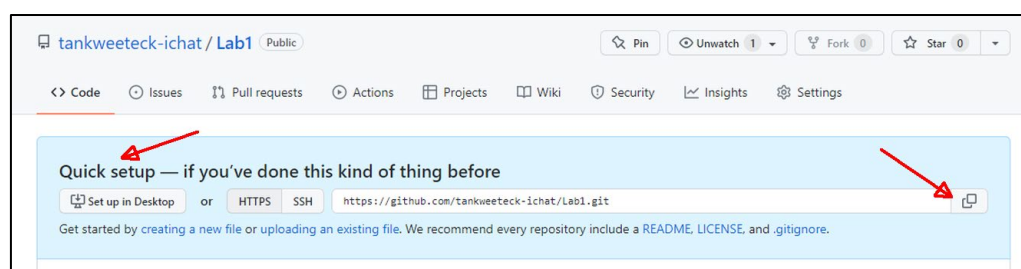 tankweeteck-ichat / Lab1 Public Pin Unwatch 1 Fork 0 Star 0
<> Code Issues Pull requests Actions Projects Wiki Security Insights Settings
Quick setup — if you've done this kind of thing before
Set up in Desktop or HTTPS SSH https://github.com/tankweeteck-ichat/Lab1.git
Get started by creating a new file or uploading an existing file. We recommend every repository include a README, LICENSE, and .gitignore.